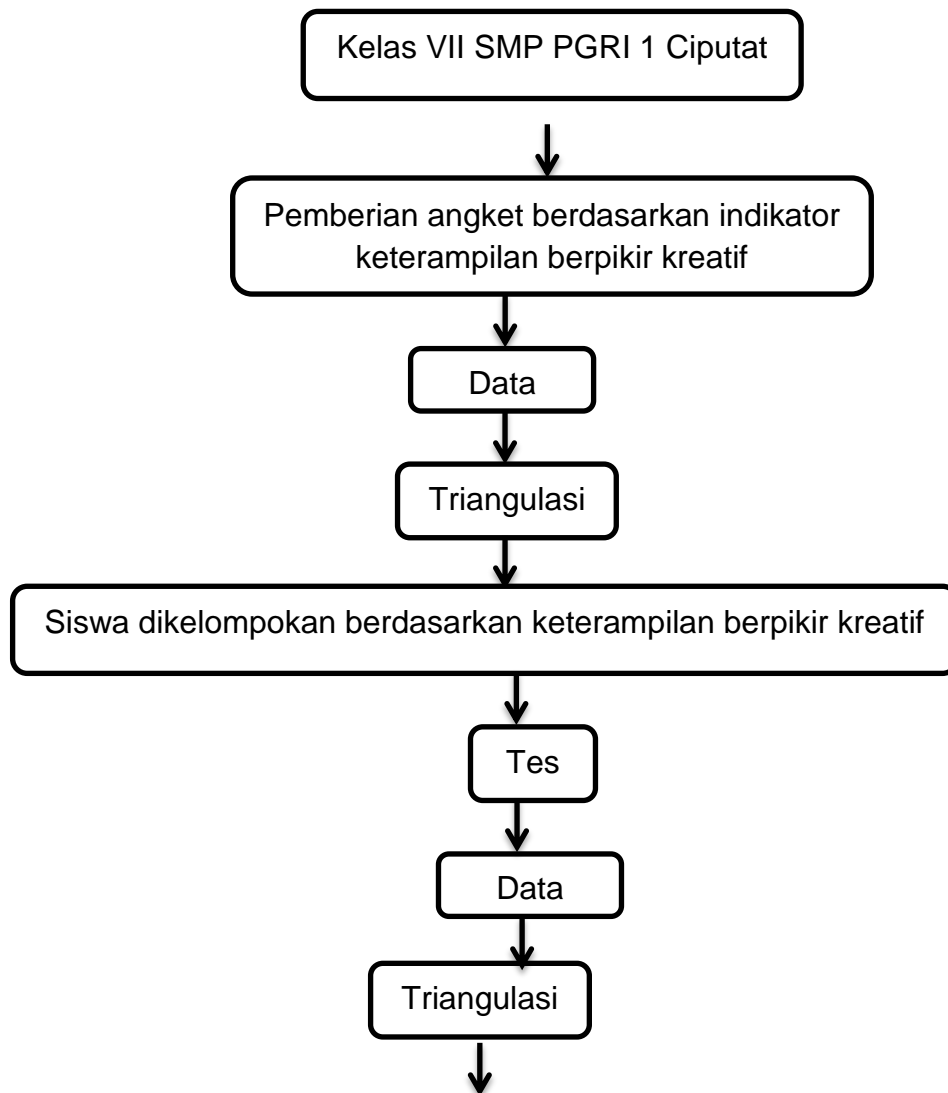 Kelas VII SMP PGRI 1 Ciputat
Pemberian angket berdasarkan indikator
keterampilan berpikir kreatif
Data
Triangulasi
Siswa dikelompokan berdasarkan keterampilan berpikir kreatif
Tes
Data
Triangulasi